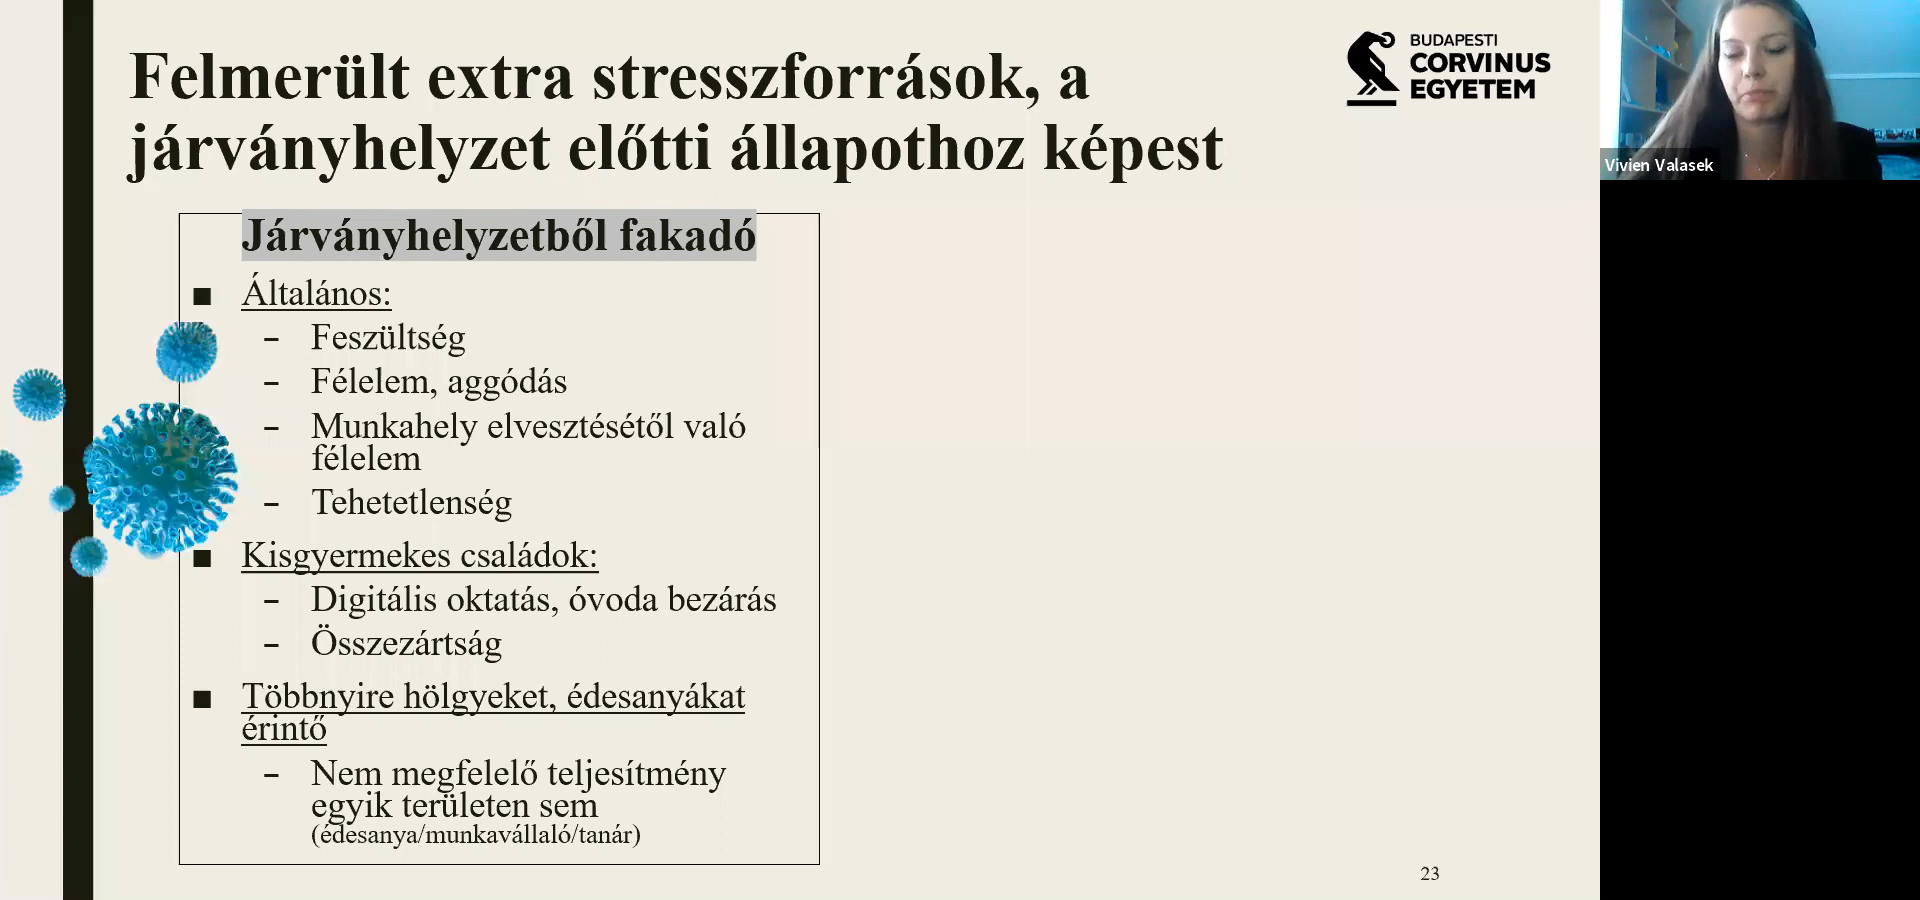 Felmerült extra stresszforrások, a
járványhelyzet előtti állapothoz képest
BUDAPESTI
CORVINUS
EGYETEM
Vivien Valasek
Járványhelyzetből fakadó
■ Általános:
– Feszültség
– Félelem, aggódás
– Munkahely elvesztésétől való
félelem
– Tehetetlenség
■ Kisgyermekes családok:
– Digitális oktatás, óvoda bezárás
– Összezártság
■ Többnyire hölgyeket, édesanyákat
érintő
– Nem megfelelő teljesítmény
egyik területen sem
(édesanya/munkavállaló/tanár)
23